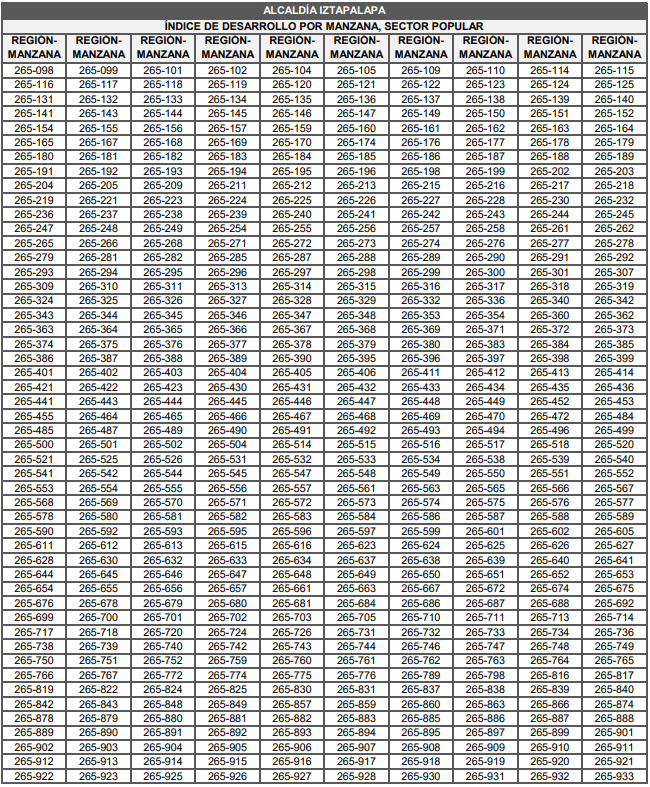 ALCALDÍA IZTAPALAPA
ÍNDICE DE DESARROLLO POR MANZANA, SECTOR POPULAR
REGIÓN- REGIÓN- REGIÓN- REGIÓN- REGIÓN- REGIÓN- REGIÓN- REGIÓN- REGIÓN- REGIÓN-
MANZANA MANZANA MANZANA MANZANA MANZANA MANZANA MANZANA MANZANA MANZANA MANZANA
265-098 265-099 265-101 265-102 265-104 265-105 265-109 265-110 265-114 265-115
265-116 265-117 265-118 265-119 265-120 265-121 265-122 265-123 265-124 265-125
265-131 265-132 265-133 265-134 265-135 265-136 265-137 265-138 265-139 265-140
265-141 265-143 265-144 265-145 265-146 265-147 265-149 265-150 265-151 265-152
265-154 265-155 265-156 265-157 265-159 265-160 265-161 265-162 265-163 265-164
265-165 265-167 265-168 265-169 265-170 265-174 265-176 265-177 265-178 265-179
265-180 265-181 265-182 265-183 265-184 265-185 265-186 265-187 265-188 265-189
265-191 265-192 265-193 265-194 265-195 265-196 265-198 265-199 265-202 265-203
265-204 265-205 265-209 265-211 265-212 265-213 265-215 265-216 265-217 265-218
265-219 265-221 265-223 265-224 265-225 265-226 265-227 265-228 265-230 265-232
265-236 265-237 265-238 265-239 265-240 265-241 265-242 265-243 265-244 265-245
265-247 265-248 265-249 265-254 265-255 265-256 265-257 265-258 265-261 265-262
265-265 265-266 265-268 265-271 265-272 265-273 265-274 265-276 265-277 265-278
265-279 265-281 265-282 265-285 265-287 265-288 265-289 265-290 265-291 265-292
265-293 265-294 265-295 265-296 265-297 265-298 265-299 265-300 265-301 265-307
265-309 265-310 265-311 265-313 265-314 265-315 265-316 265-317 265-318 265-319
265-324 265-325 265-326 265-327 265-328 265-329 265-332 265-336 265-340 265-342
265-343 265-344 265-345 265-346 265-347 265-348 265-353 265-354 265-360 265-362
265-363 265-364 265-365 265-366 265-367 265-368 265-369 265-371 265-372 265-373
265-374 265-375 265-376 265-377 265-378 265-379 265-380 265-383 265-384 265-385
265-386 265-387 265-388 265-389 265-390 265-395 265-396 265-397 265-398 265-399
265-401 265-402 265-403 265-404 265-405 265-406 265-411 265-412 265-413 265-414
265-421 265-422 265-423 265-430 265-431 265-432 265-433 265-434 265-435 265-436
265-441 265-443 265-444 265-445 265-446 265-447 265-448 265-449 265-452 265-453
265-455 265-464 265-465 265-466 265-467 265-468 265-469 265-470 265-472 265-484
265-485 265-487 265-489 265-490 265-491 265-492 265-493 265-494 265-496 265-499
265-500 265-501 265-502 265-504 265-514 265-515 265-516 265-517 265-518 265-520
265-521 265-525 265-526 265-531 265-532 265-533 265-534 265-538 265-539 265-540
265-541 265-542 265-544 265-545 265-547 265-548 265-549 265-550 265-551 265-552
265-553 265-554 265-555 265-556 265-557 265-561 265-563 265-565 265-566 265-567
265-568 265-569 265-570 265-571 265-572 265-573 265-574 265-575 265-576 265-577
265-578 265-580 265-581 265-582 265-583 265-584 265-586 265-587 265-588 265-589
265-590 265-592 265-593 265-595 265-596 265-597 265-599 265-601 265-602 265-605
265-611 265-612 265-613 265-615 265-616 265-623 265-624 265-625 265-626 265-627
265-628 265-630 265-632 265-633 265-634 265-637 265-638 265-639 265-640 265-641
265-644 265-645 265-646 265-647 265-648 265-649 265-650 265-651 265-652 265-653
265-654 265-655 265-656 265-657 265-661 265-663 265-667 265-672 265-674 265-675
265-676 265-678 265-679 265-680 265-681 265-684 265-686 265-687 265-688 265-692
265-699 265-700 265-701 265-702 265-703 265-705 265-710 265-711 265-713 265-714
265-717 265-718 265-720 265-724 265-726 265-731 265-732 265-733 265-734 265-736
265-738 265-739 265-740 265-742 265-743 265-744 265-746 265-747 265-748 265-749
265-750 265-751 265-752 265-759 265-760 265-761 265-762 265-763 265-764 265-765
265-766 265-767 265-772 265-774 265-775 265-776 265-789 265-798 265-816 265-817
265-819 265-822 265-824 265-825 265-830 265-831 265-837 265-838 265-839 265-840
265-842 265-843 265-848 265-849 265-857 265-859 265-860 265-863 265-866 265-874
265-878 265-879 265-880 265-881 265-882 265-883 265-885 265-886 265-887 265-888
265-889 265-890 265-891 265-892 265-893 265-894 265-895 265-897 265-899 265-901
265-902 265-903 265-904 265-905 265-906 265-907 265-908 265-909 265-910 265-911
265-912 265-913 265-914 265-915 265-916 265-917 265-918 265-919 265-920 265-921
265-922 265-923 265-925 265-926 265-927 265-928 265-930 265-931 265-932 265-933